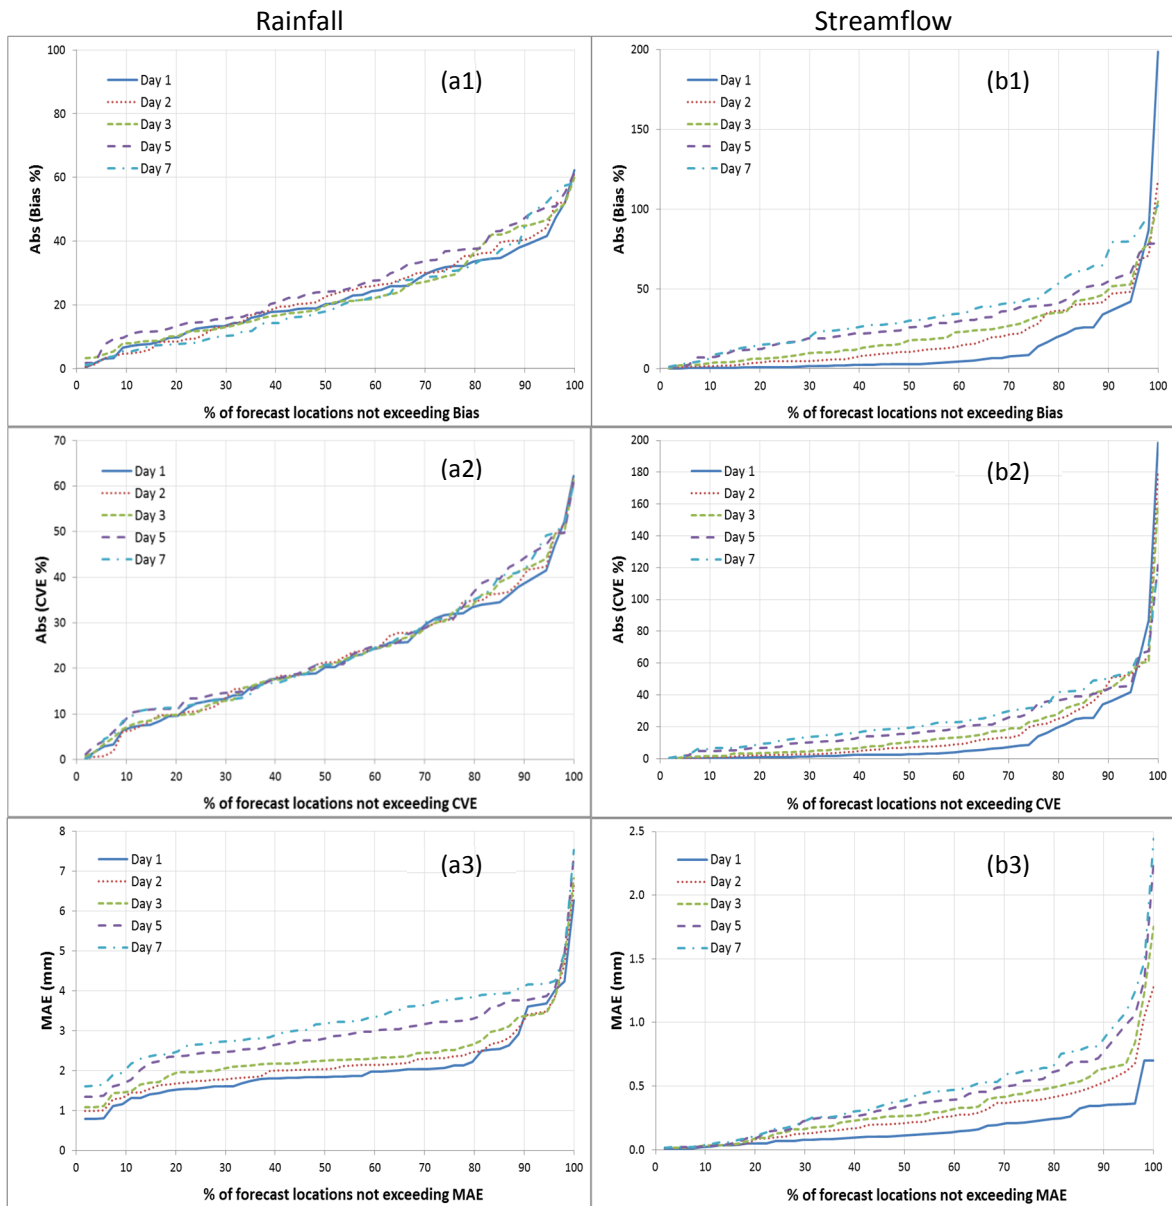 Rainfall
Streamflow
100
80
60
40
20
0
Abs (Bias %)
Day 1
Day 2
Day 3
Day 5
Day 7
(a1)
0 10 20 30 40 50 60 70 80 90 100
% of forecast locations not exceeding Bias
200
150
100
50
0
Abs (Bias %)
Day 1
Day 2
Day 3
Day 5
Day 7
(b1)
0 10 20 30 40 50 60 70 80 90 100
% of forecast locations not exceeding Bias
70
60
50
40
30
20
10
0
Abs (CVE %)
Day 1
Day 2
Day 3
Day 5
Day 7
(a2)
0 10 20 30 40 50 60 70 80 90 100
% of forecast locations not exceeding CVE
200
180
160
140
120
100
80
60
40
20
0
Abs (CVE %)
Day 1
Day 2
Day 3
Day 5
Day 7
(b2)
0 10 20 30 40 50 60 70 80 90 100
% of forecast locations not exceeding CVE
8
7
6
5
4
3
2
1
0
MAE (mm)
Day 1
Day 2
Day 3
Day 5
Day 7
(a3)
0 10 20 30 40 50 60 70 80 90 100
% of forecast locations not exceeding MAE
2.5
2.0
1.5
1.0
0.5
0.0
MAE (mm)
Day 1
Day 2
Day 3
Day 5
Day 7
(b3)
0 10 20 30 40 50 60 70 80 90 100
% of forecast locations not exceeding MAE